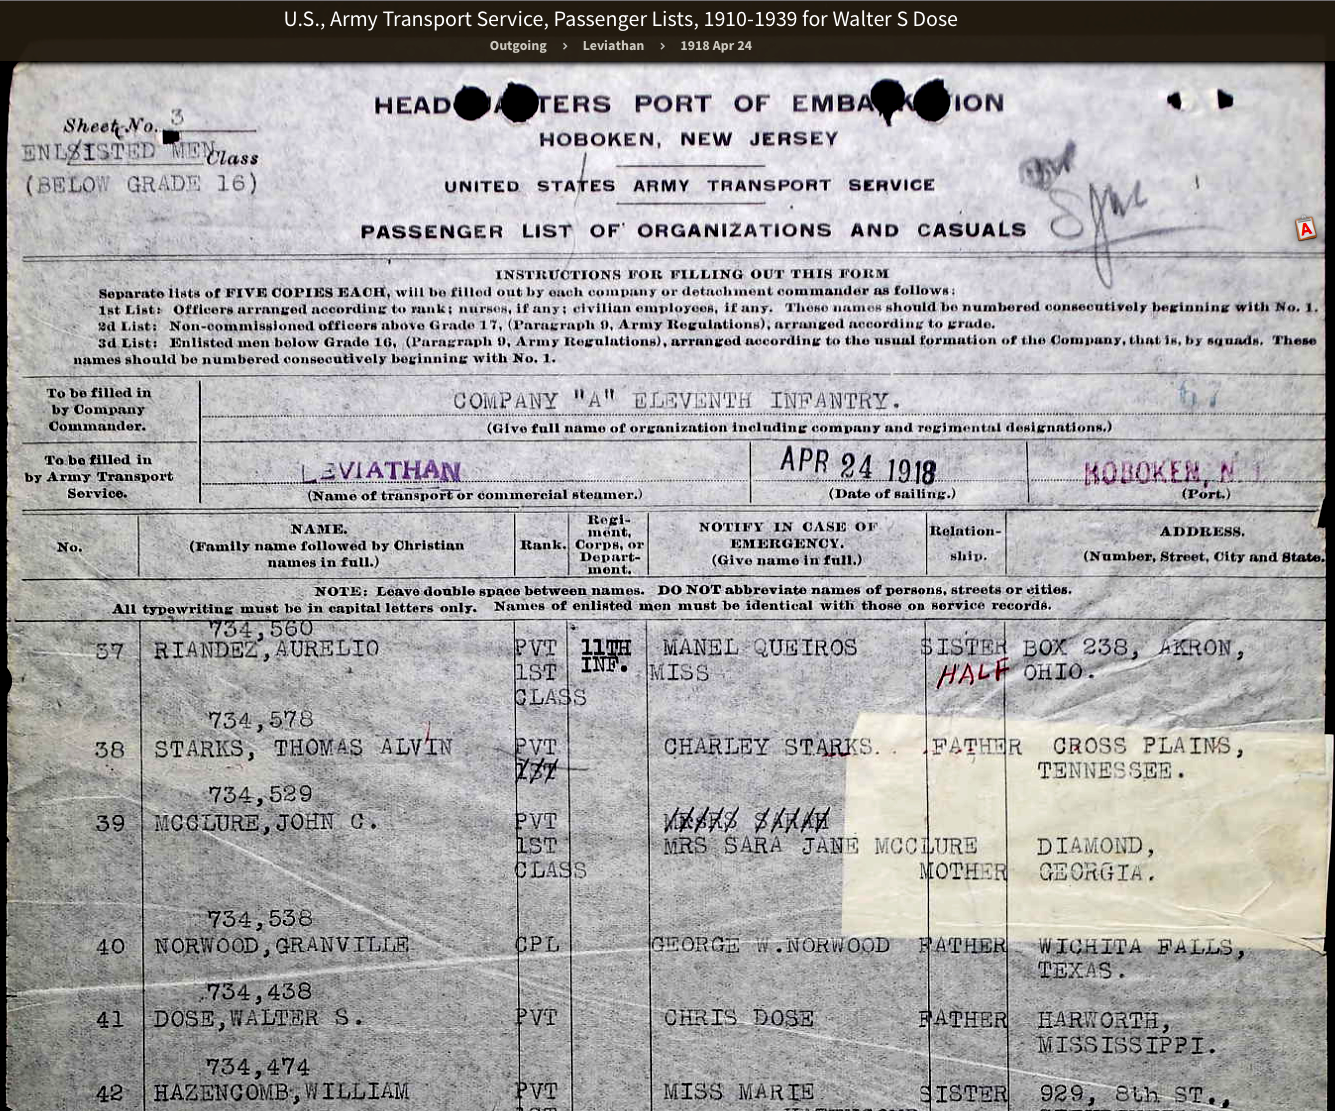 U.S., Army Transport Service, Passenger Lists, 1910-1939 for Walter S Dose
Outgoing > Leviathan > 1918 Apr 24
Sheet No. 3
ENLSISTED MEN Class
(BELOW GRADE 16)
HEADQUARTERS PORT OF EMBARKATION
HOBOKEN, NEW JERSEY
UNITED STATES ARMY TRANSPORT SERVICE
PASSENGER LIST OF ORGANIZATIONS AND CASUALS
A
INSTRUCTIONS FOR FILLING OUT THIS FORM
Separate lists of FIVE COPIES EACH, will be filled out by each company or detachment commander as follows:
1st List: Officers arranged according to rank; nurses, if any; civilian employees, if any. These names should be numbered consecutively beginning with No. 1.
2d List: Non-commissioned officers above Grade 17, (Paragraph 9, Army Regulations), arranged according to grade.
3d List: Enlisted men below Grade 16, (Paragraph 9, Army Regulations), arranged according to the usual formation of the Company, that is, by squads. These
names should be numbered consecutively beginning with No. 1.
To be filled in
by Company
Commander.
COMPANY "A" ELEVENTH INFANTRY.
67
(Give full name of organization including company and regimental designations.)
To be filled in
by Army Transport
Service.
LEVIATHAN
(Name of transport or commercial steamer.)
APR 24 1918
(Date of sailing.)
HOBOKEN, N.
(Port.)
No.
NAME.
(Family name followed by Christian
names in full.)
Rank.
Regi-
ment,
Corps, or
Depart-
ment.
NOTIFY IN CASE OF
EMERGENCY.
(Give name in full.)
Relation-
ship.
ADDRESS.
(Number, Street, City and State.
NOTE: Leave double space between names. DO NOT abbreviate names of persons, streets or cities.
All typewriting must be in capital letters only. Names of enlisted men must be identical with those on service records.
734,560
37 RIANDEZ,AURELIO PVT 11TH MANEL QUEIROS SISTER BOX 238, AKRON,
1ST INF. MISS HALF OHIO.
CLASS
734,578
38 STARKS, THOMAS ALVIN PVT CHARLEY STARKS. FATHER CROSS PLAINS,
1ST TENNESSEE.
734,529
39 MCCLURE,JOHN C. PVT
1ST MRS SARA JANE MCCLURE DIAMOND,
CLASS MOTHER GEORGIA.
734,538
40 NORWOOD,GRANVILLE CPL GEORGE W.NORWOOD FATHER WICHITA FALLS,
TEXAS.
734,438
41 DOSE,WALTER S. PVT CHRIS DOSE FATHER HARWORTH,
MISSISSIPPI.
734,474
42 HAZENCOMB,WILLIAM PVT MISS MARIE SISTER 929, 8th ST.,